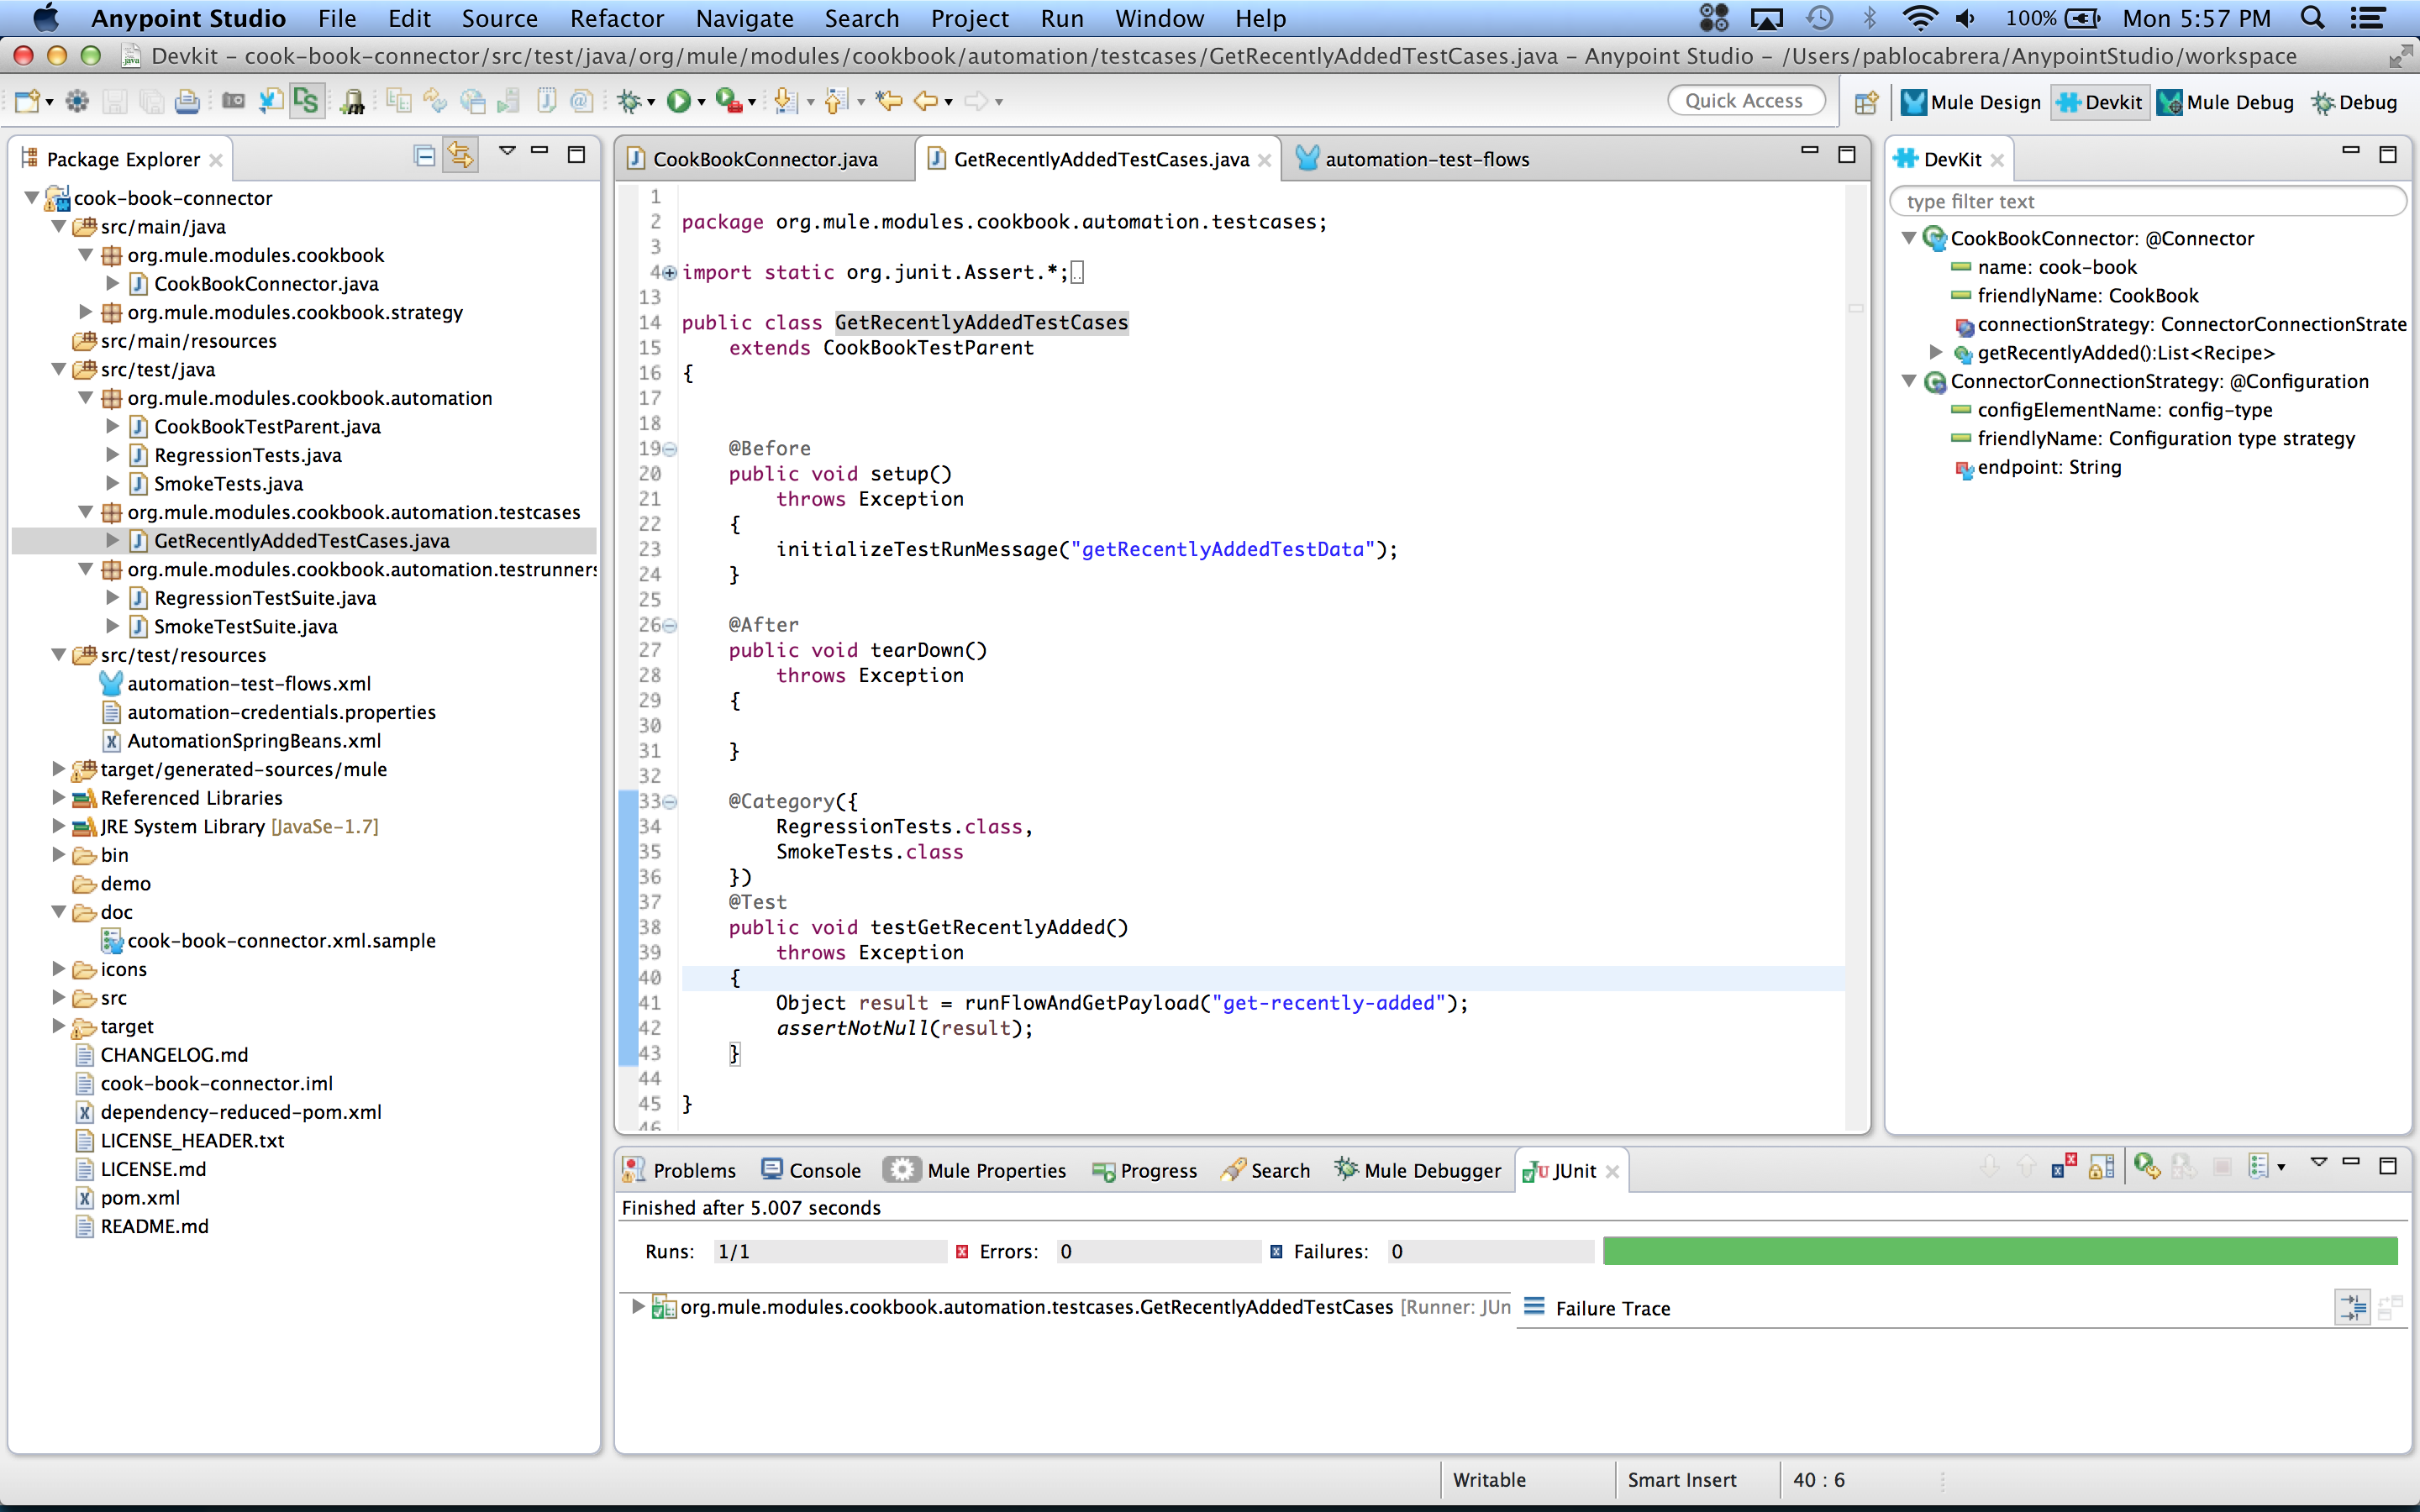 Anypoint Studio File Edit Source Refactor Navigate Search Project Run Window Help 100% Mon 5:57 PM
Devkit – cook-book-connector/src/test/java/org/mule/modules/cookbook/automation/testcases/GetRecentlyAddedTestCases.java – Anypoint Studio – /Users/pablocabrera/AnypointStudio/workspace
Quick Access Mule Design Devkit Mule Debug Debug
Package Explorer
cook-book-connector
src/main/java
org.mule.modules.cookbook
CookBookConnector.java
org.mule.modules.cookbook.strategy
src/main/resources
src/test/java
org.mule.modules.cookbook.automation
CookBookTestParent.java
RegressionTests.java
SmokeTests.java
org.mule.modules.cookbook.automation.testcases
GetRecentlyAddedTestCases.java
org.mule.modules.cookbook.automation.testrunners
RegressionTestSuite.java
SmokeTestSuite.java
src/test/resources
automation-test-flows.xml
automation-credentials.properties
AutomationSpringBeans.xml
target/generated-sources/mule
Referenced Libraries
JRE System Library [JavaSe-1.7]
bin
demo
doc
cook-book-connector.xml.sample
icons
src
target
CHANGELOG.md
cook-book-connector.iml
dependency-reduced-pom.xml
LICENSE_HEADER.txt
LICENSE.md
pom.xml
README.md
CookBookConnector.java GetRecentlyAddedTestCases.java automation-test-flows
1
2 package org.mule.modules.cookbook.automation.testcases;
3
4 import static org.junit.Assert.*;
13
14 public class GetRecentlyAddedTestCases
15 extends CookBookTestParent
16 {
17
18
19 @Before
20 public void setup()
21 throws Exception
22 {
23 initializeTestRunMessage("getRecentlyAddedTestData");
24 }
25
26 @After
27 public void tearDown()
28 throws Exception
29 {
30
31 }
32
33 @Category({
34 RegressionTests.class,
35 SmokeTests.class
36 })
37 @Test
38 public void testGetRecentlyAdded()
39 throws Exception
40 {
41 Object result = runFlowAndGetPayload("get-recently-added");
42 assertNotNull(result);
43 }
44
45 }
46
DevKit
type filter text
CookBookConnector: @Connector
name: cook-book
friendlyName: CookBook
connectionStrategy: ConnectorConnectionStrate
getRecentlyAdded():List<Recipe>
ConnectorConnectionStrategy: @Configuration
configElementName: config-type
friendlyName: Configuration type strategy
endpoint: String
Problems Console Mule Properties Progress Search Mule Debugger JUnit
Finished after 5.007 seconds
Runs: 1/1 Errors: 0 Failures: 0
org.mule.modules.cookbook.automation.testcases.GetRecentlyAddedTestCases [Runner: JUn Failure Trace
Writable Smart Insert 40 : 6